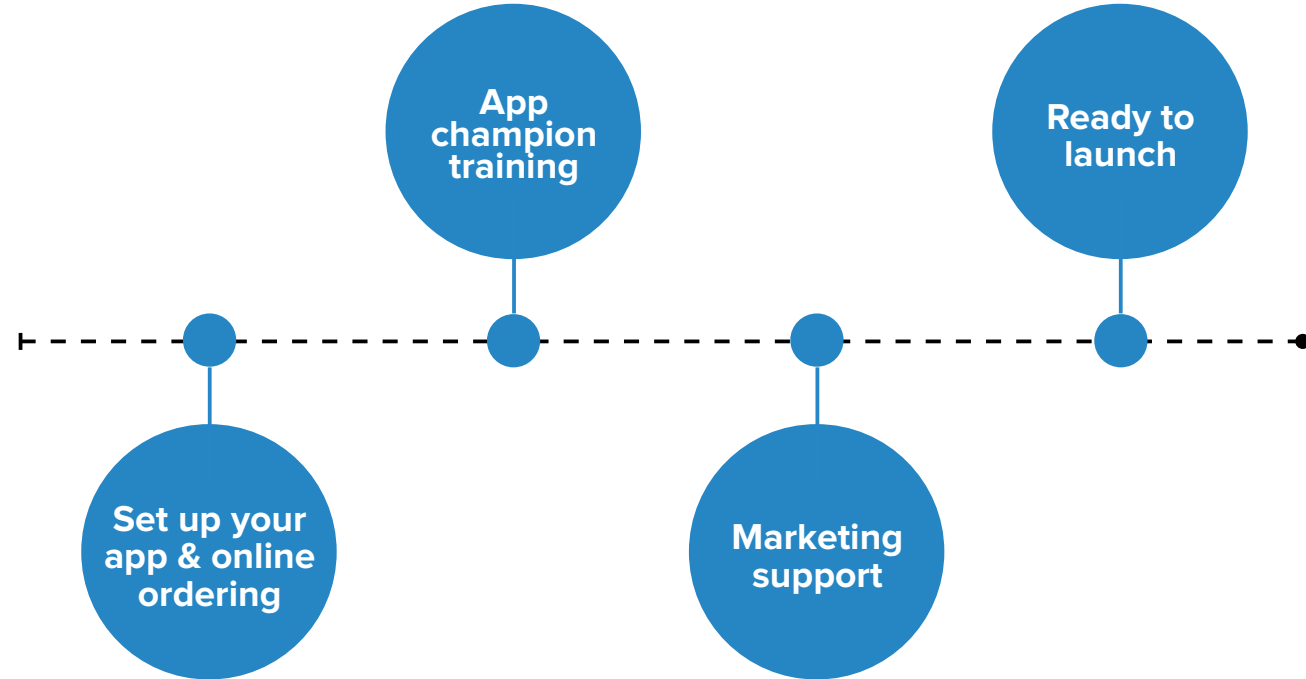 Set up your
app & online
ordering
App
champion
training
Marketing
support
Ready to
launch